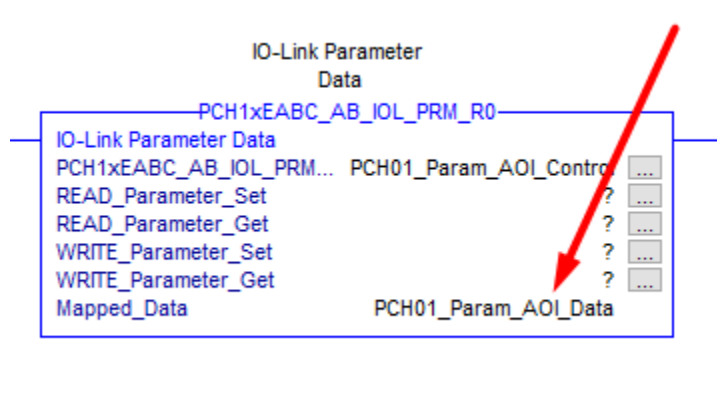 IO-Link Parameter
Data
PCH1xEABC_AB_IOL_PRM_R0
IO-Link Parameter Data
PCH1xEABC_AB_IOL_PRM... PCH01_Param_AOI_Control ...
READ_Parameter_Set ? ...
READ_Parameter_Get ? ...
WRITE_Parameter_Set ? ...
WRITE_Parameter_Get ? ...
Mapped_Data PCH01_Param_AOI_Data